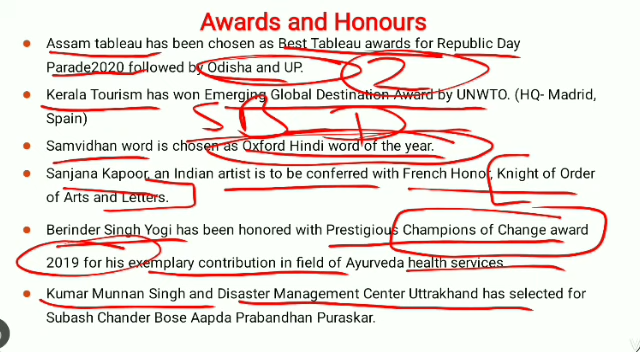 Awards and Honours
Assam tableau has been chosen as Best Tableau awards for Republic Day
Parade2020 followed by Odisha and UP.
2
Kerala Tourism has won Emerging Global Destination Award by UNWTO. (HQ- Madrid,
Spain)
S B D
Samvidhan word is chosen as Oxford Hindi word of the year.
Sanjana Kapoor, an Indian artist is to be conferred with French Honor, Knight of Order
of Arts and Letters.
Berinder Singh Yogi has been honored with Prestigious Champions of Change award
2019 for his exemplary contribution in field of Ayurveda health services
Kumar Munnan Singh and Disaster Management Center Uttrakhand has selected for
Subash Chander Bose Aapda Prabandhan Puraskar.